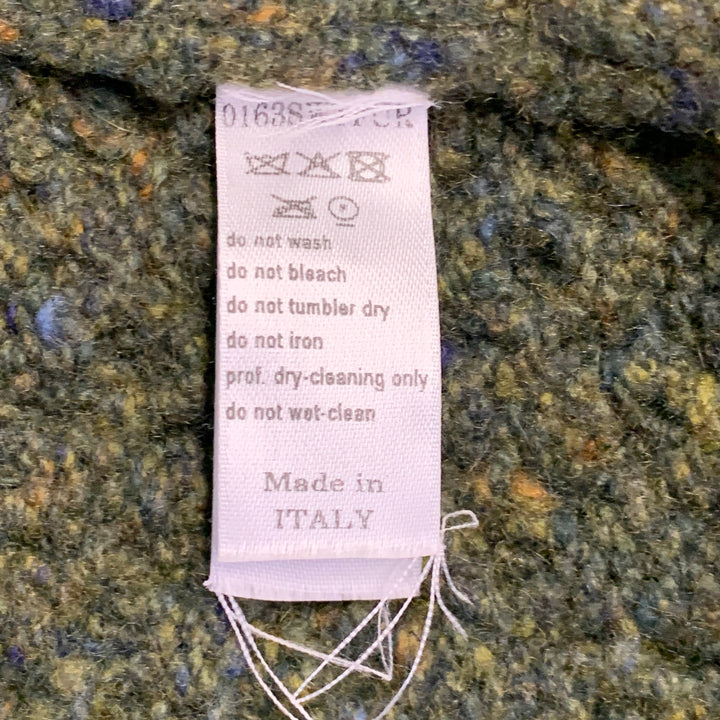 do not wash
do not bleach
do not tumbler dry
do not iron
prof. dry-cleaning only
do not wet-clean
Made in
ITALY